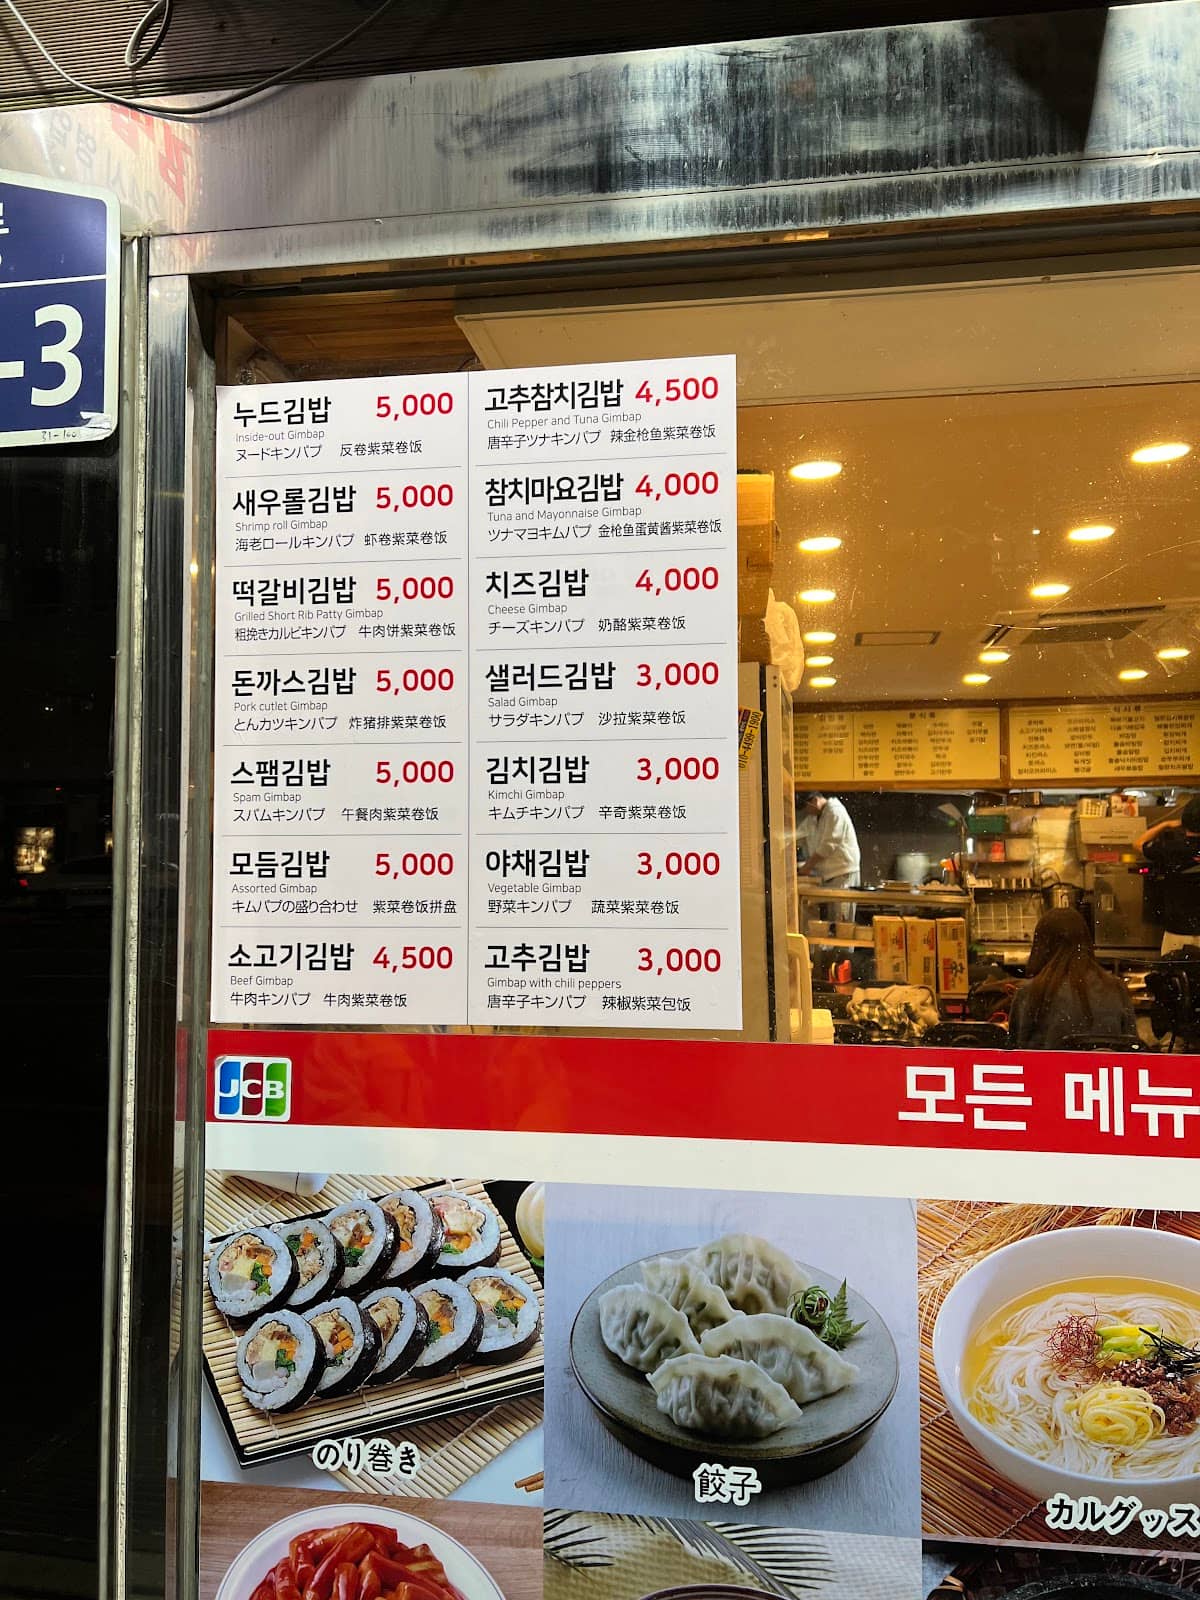 -3
31-100
누드김밥 5,000
Inside-out Gimbap
ヌードキンパプ 反卷紫菜卷饭
새우롤김밥 5,000
Shrimp roll Gimbap
海老ロールキンパプ 虾卷紫菜卷饭
떡갈비김밥 5,000
Grilled Short Rib Patty Gimbap
粗挽きカルビキンパプ 牛肉饼紫菜卷饭
돈까스김밥 5,000
Pork cutlet Gimbap
とんカツキンパプ 炸猪排紫菜卷饭
스팸김밥 5,000
Spam Gimbap
スパムキンパプ 午餐肉紫菜卷饭
모듬김밥 5,000
Assorted Gimbap
キムパプの盛り合わせ 紫菜卷饭拼盘
소고기김밥 4,500
Beef Gimbap
牛肉キンパプ 牛肉紫菜卷饭
고추참치김밥 4,500
Chili Pepper and Tuna Gimbap
唐辛子ツナキンパプ 辣金枪鱼紫菜卷饭
참치마요김밥 4,000
Tuna and Mayonnaise Gimbap
ツナマヨキムパプ 金枪鱼蛋黄酱紫菜卷饭
치즈김밥 4,000
Cheese Gimbap
チーズキンパプ 奶酪紫菜卷饭
샐러드김밥 3,000
Salad Gimbap
サラダキンパプ 沙拉紫菜卷饭
김치김밥 3,000
Kimchi Gimbap
キムチキンパプ 辛奇紫菜卷饭
야채김밥 3,000
Vegetable Gimbap
野菜キンパプ 蔬菜紫菜卷饭
고추김밥 3,000
Gimbap with chili peppers
唐辛子キンパプ 辣椒紫菜包饭
분식류
식사류
JCB
모든 메뉴
のり巻き
餃子
カルグッス